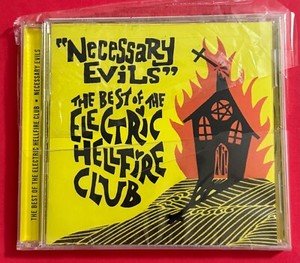 "NECESSARY
EVILS"
THE BEST OF THE
ELECTRIC
HELLFIRE
CLUB
THE BEST OF THE ELECTRIC HELLFIRE CLUB • NECESSARY EVILS